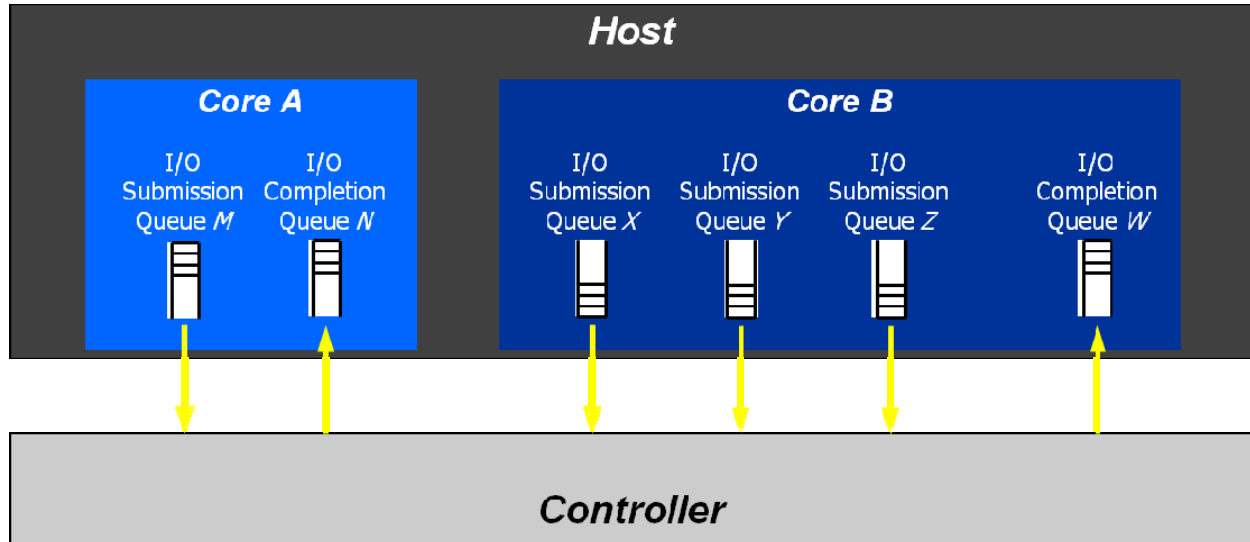 Host
Core A
I/O
Submission
Queue M
I/O
Completion
Queue N
Core B
I/O
Submission
Queue X
I/O
Submission
Queue Y
I/O
Submission
Queue Z
I/O
Completion
Queue W
Controller